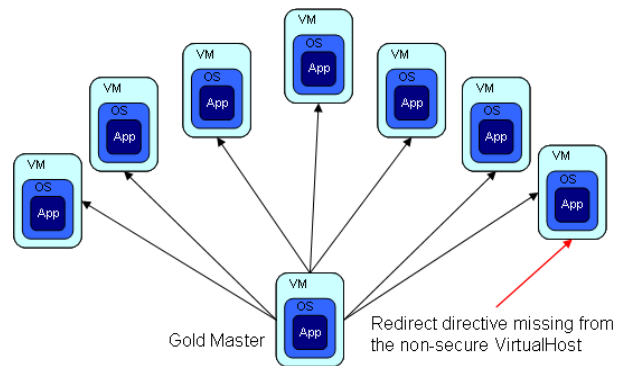 VM
OS
App
VM
OS
App
VM
OS
App
VM
OS
App
VM
OS
App
VM
OS
App
VM
OS
App
VM
OS
App
Gold Master
Redirect directive missing from
the non-secure VirtualHost